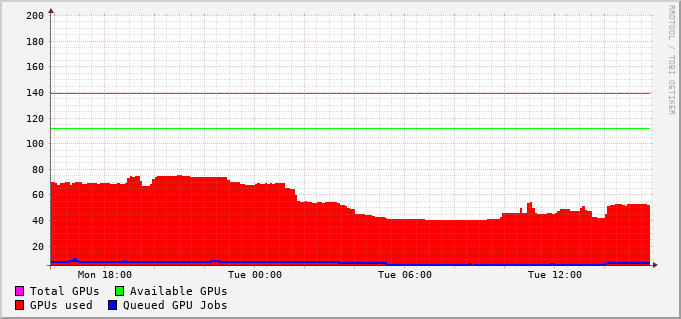 200
180
160
140
120
100
80
60
40
20
Mon 18:00 Tue 00:00 Tue 06:00 Tue 12:00
Total GPUs Available GPUs
GPUs used Queued GPU Jobs
RRDTOOL / TOBI OETIKER